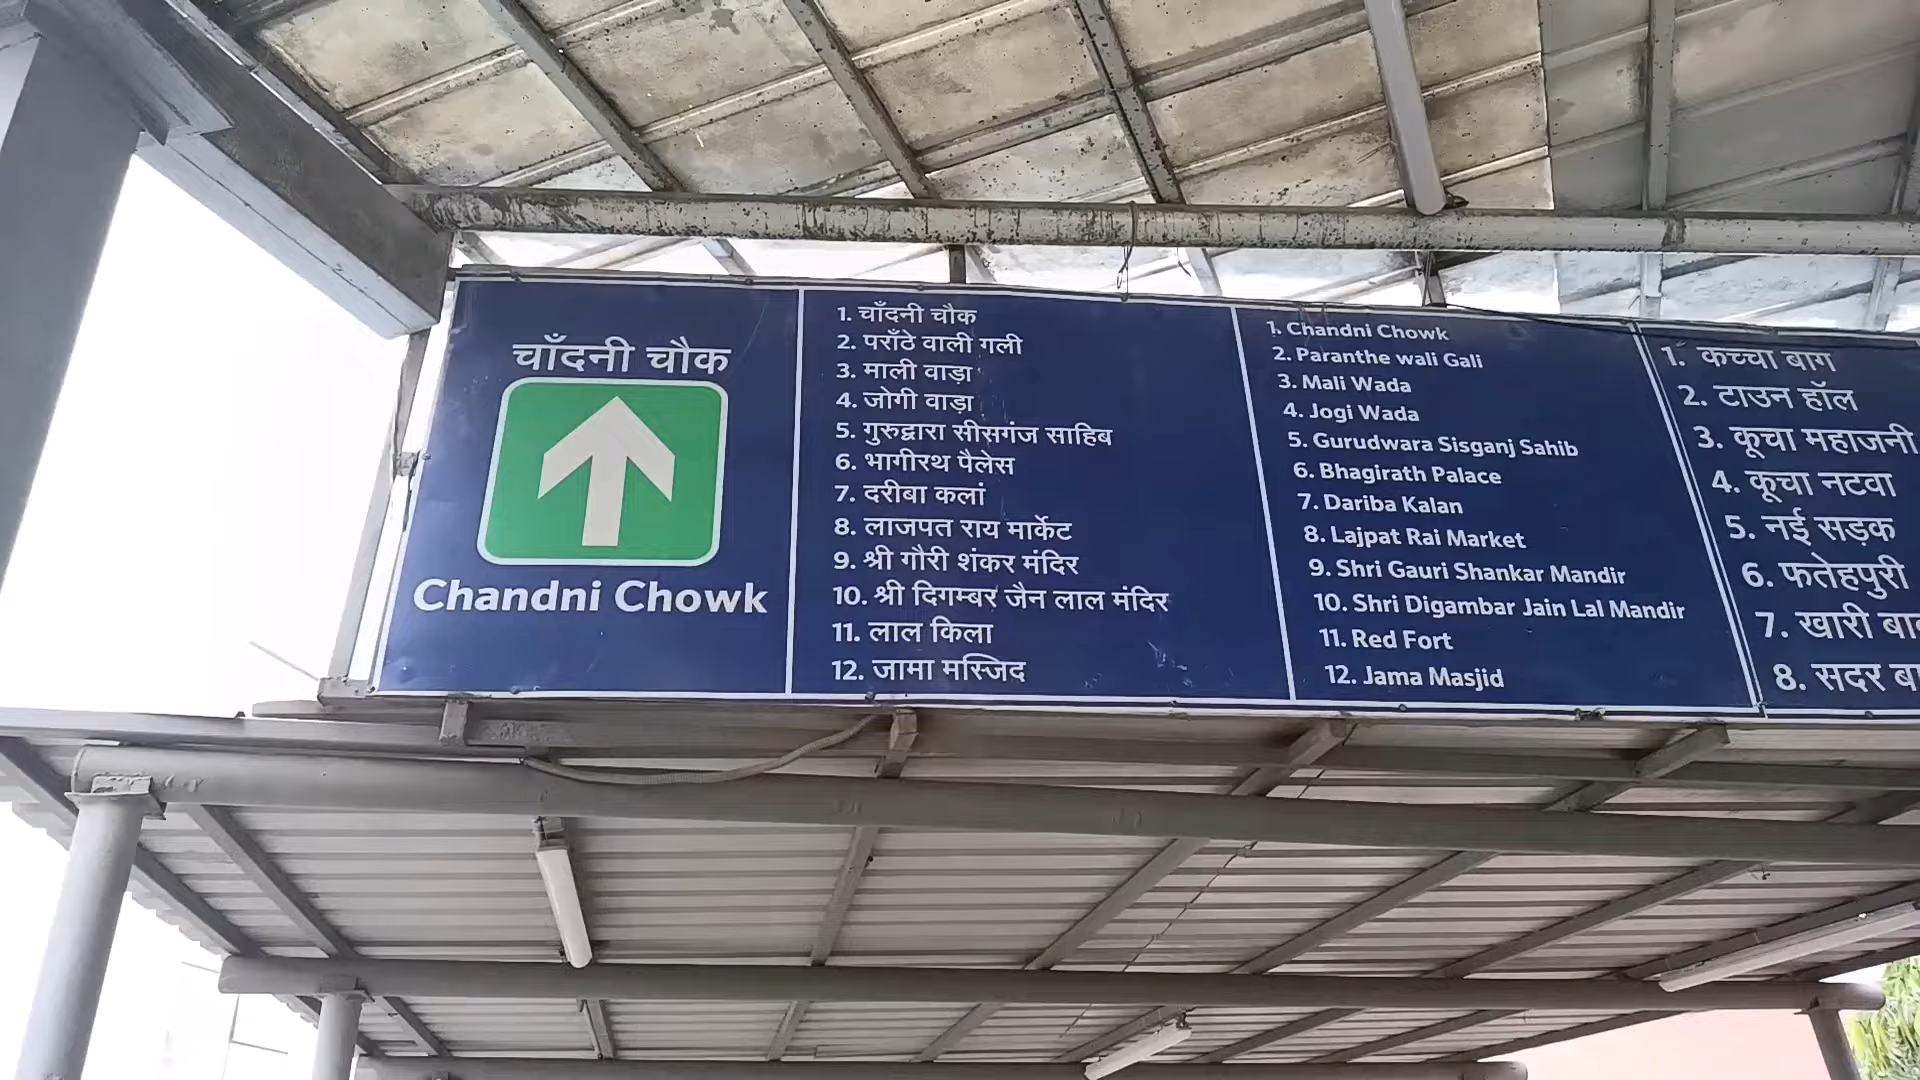 चाँदनी चौक
Chandni Chowk
1. चाँदनी चौक
2. पराँठे वाली गली
3. माली वाड़ा
4. जोगी वाड़ा
5. गुरुद्वारा सीसगंज साहिब
6. भागीरथ पैलेस
7. दरीबा कलां
8. लाजपत राय मार्केट
9. श्री गौरी शंकर मंदिर
10. श्री दिगम्बर जैन लाल मंदिर
11. लाल किला
12. जामा मस्जिद
1. Chandni Chowk
2. Paranthe wali Gali
3. Mali Wada
4. Jogi Wada
5. Gurudwara Sisganj Sahib
6. Bhagirath Palace
7. Dariba Kalan
8. Lajpat Rai Market
9. Shri Gauri Shankar Mandir
10. Shri Digambar Jain Lal Mandir
11. Red Fort
12. Jama Masjid
1. कच्चा बाग
2. टाउन हॉल
3. कूचा महाजनी
4. कूचा नटवा
5. नई सड़क
6. फतेहपुरी
7. खारी
8. सदर